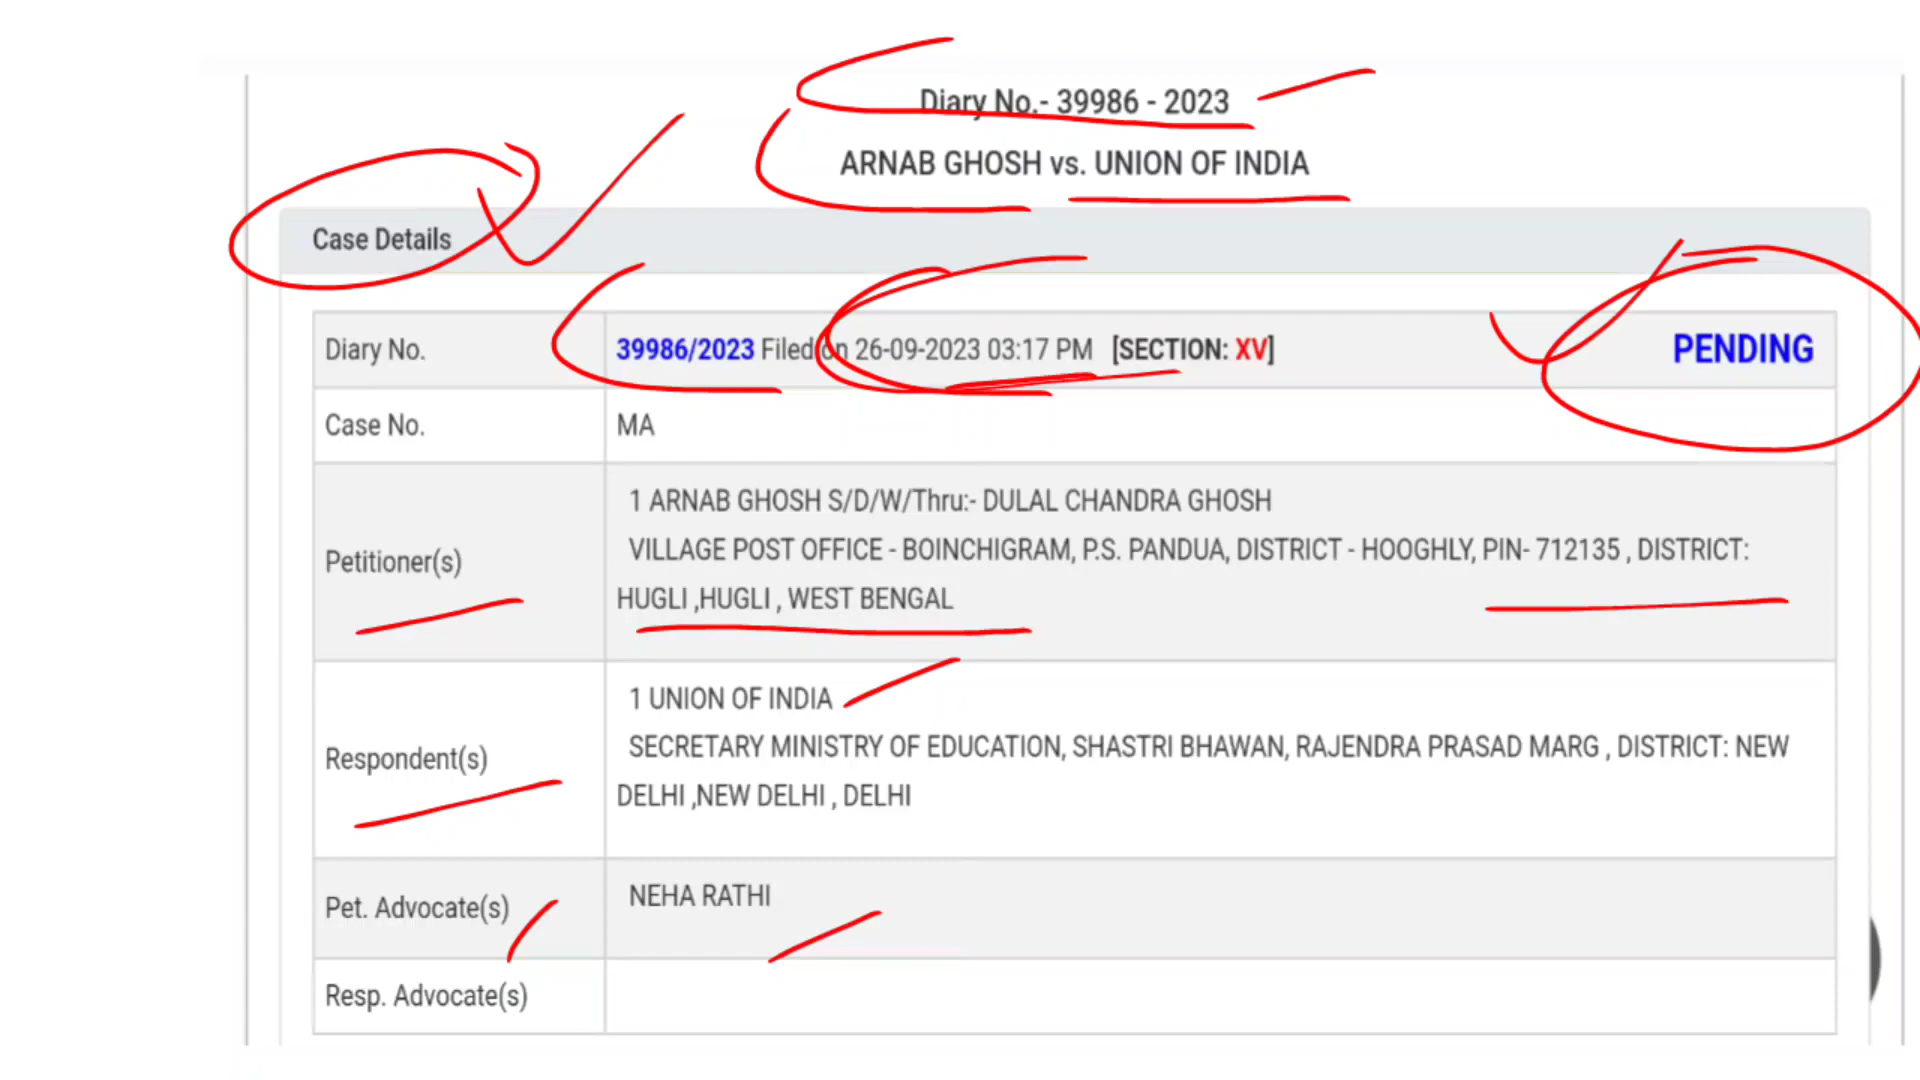 Diary No.- 39986 - 2023
ARNAB GHOSH vs. UNION OF INDIA
Case Details
Diary No.
39986/2023 Filed on 26-09-2023 03:17 PM [SECTION: XV]
PENDING
Case No.
MA
Petitioner(s)
1 ARNAB GHOSH S/D/W/Thru:- DULAL CHANDRA GHOSH
VILLAGE POST OFFICE - BOINCHIGRAM, P.S. PANDUA, DISTRICT - HOOGHLY, PIN- 712135 , DISTRICT:
HUGLI ,HUGLI , WEST BENGAL
Respondent(s)
1 UNION OF INDIA
SECRETARY MINISTRY OF EDUCATION, SHASTRI BHAWAN, RAJENDRA PRASAD MARG , DISTRICT: NEW
DELHI ,NEW DELHI , DELHI
Pet. Advocate(s)
NEHA RATHI
Resp. Advocate(s)